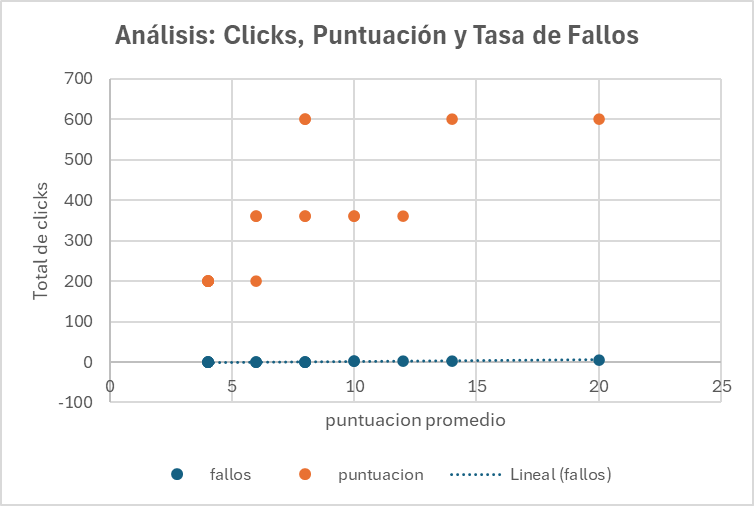 Análisis: Clicks, Puntuación y Tasa de Fallos
700
600
500
400
300
200
100
0
-100
Total de clicks
0 5 10 15 20 25
puntuacion promedio
fallos puntuacion Lineal (fallos)